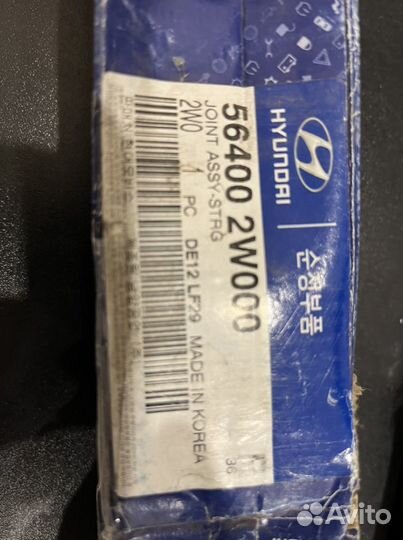 56400 2W000
JOINT ASSY-STRG
2W0 1 PC DE12 LF29 MADE IN KOREA
36
HYUNDAI
순정부품
Avito